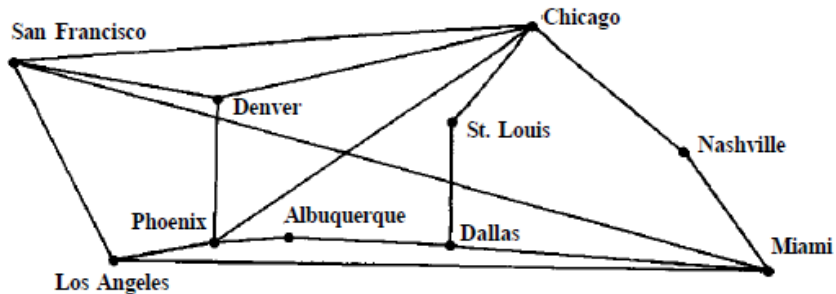 Chicago
San Francisco
Denver
St. Louis
Nashville
Phoenix
Albuquerque
Dallas
Miami
Los Angeles